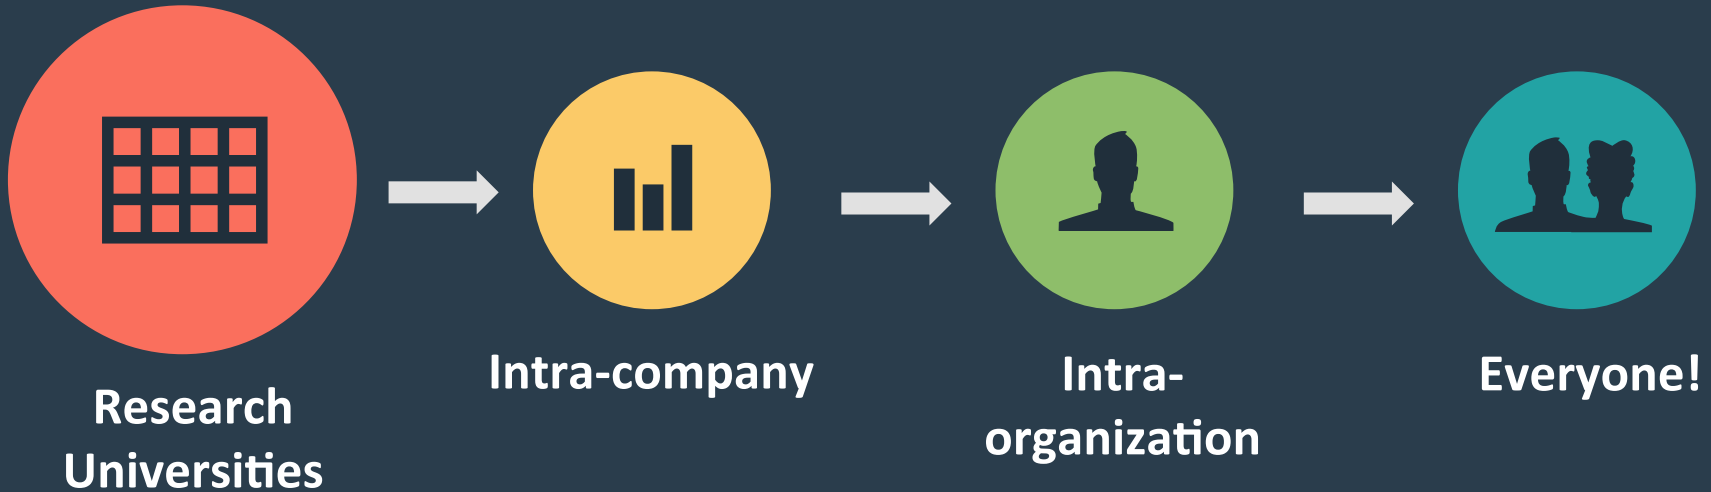 Research
Universities
Intra-company
Intra-
organization
Everyone!